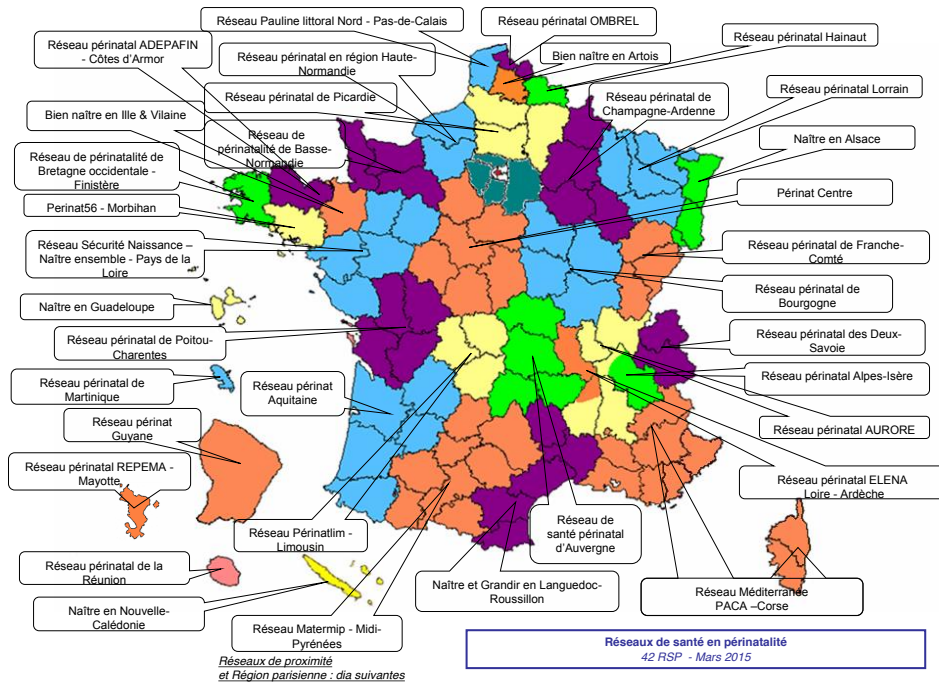 Réseau Pauline littoral Nord - Pas-de-Calais
Réseau périnatal OMBREL
Réseau périnatal Hainaut
Réseau périnatal ADEPAFIN
- Côtes d'Armor
Réseau périnatal en région Haute-
Normandie
Bien naître en Artois
Réseau périnatal Lorrain
Réseau périnatal de Picardie
Réseau périnatal de
Champagne-Ardenne
Bien naître en Ille & Vilaine
Réseau de
périnatalité de Basse-
Normandie
Naître en Alsace
Réseau de périnatalité de
Bretagne occidentale -
Finistère
Périnat Centre
Perinat56 - Morbihan
Réseau Sécurité Naissance –
Naître ensemble - Pays de la
Loire
Réseau périnatal de Franche-
Comté
Réseau périnatal de
Bourgogne
Naître en Guadeloupe
Réseau périnatal de Poitou-
Charentes
Réseau périnatal des Deux-
Savoie
Réseau périnatal de
Martinique
Réseau périnat
Aquitaine
Réseau périnatal Alpes-Isère
Réseau périnat
Guyane
Réseau périnatal AURORE
Réseau périnatal REPEMA -
Mayotte
Réseau périnatal ELENA
Loire - Ardèche
Réseau Périnatlim -
Limousin
Réseau de
santé périnatal
d'Auvergne
Réseau périnatal de la
Réunion
Naître et Grandir en Languedoc-
Roussillon
Réseau Méditerranée
PACA –Corse
Naître en Nouvelle-
Calédonie
Réseau Matermip - Midi-
Pyrénées
Réseaux de santé en périnatalité
42 RSP - Mars 2015
Réseaux de proximité
et Région parisienne : dia suivantes